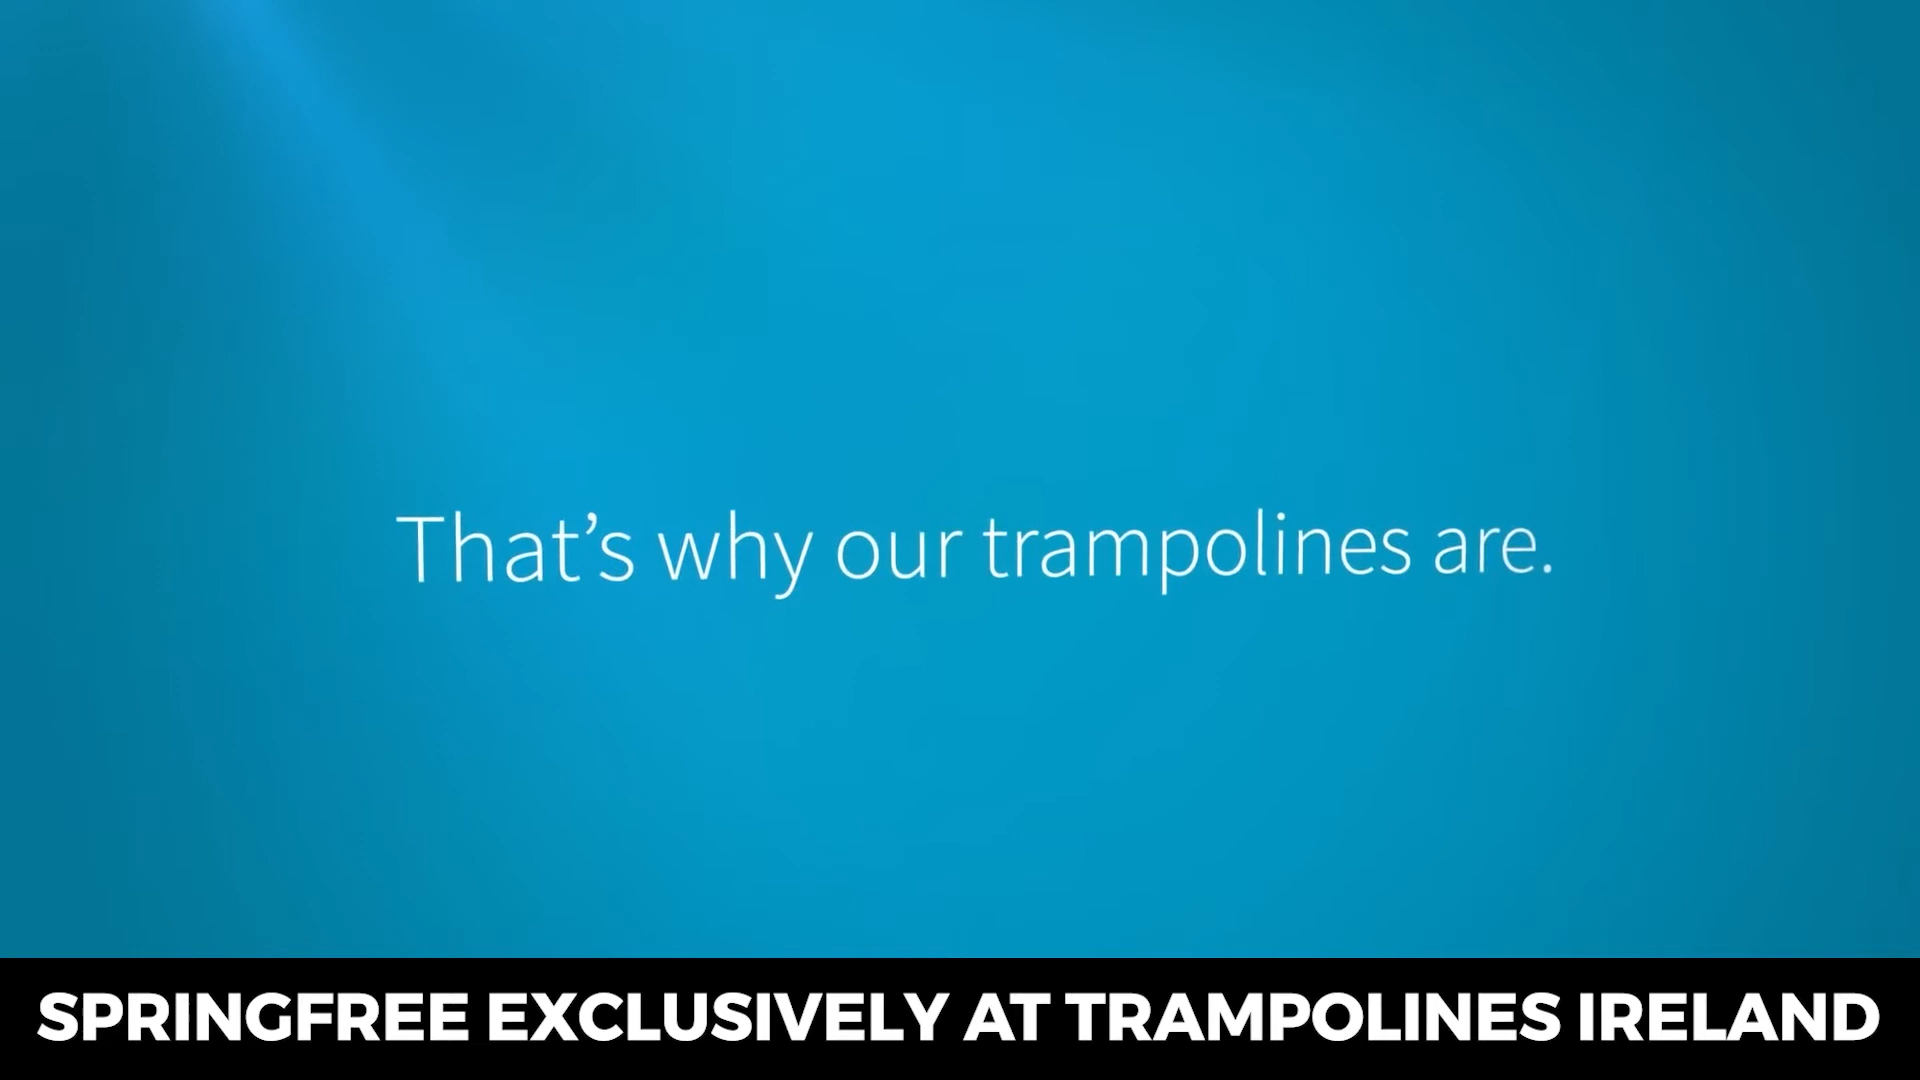 That’s why our trampolines are.
SPRINGFREE EXCLUSIVELY AT TRAMPOLINES IRELAND